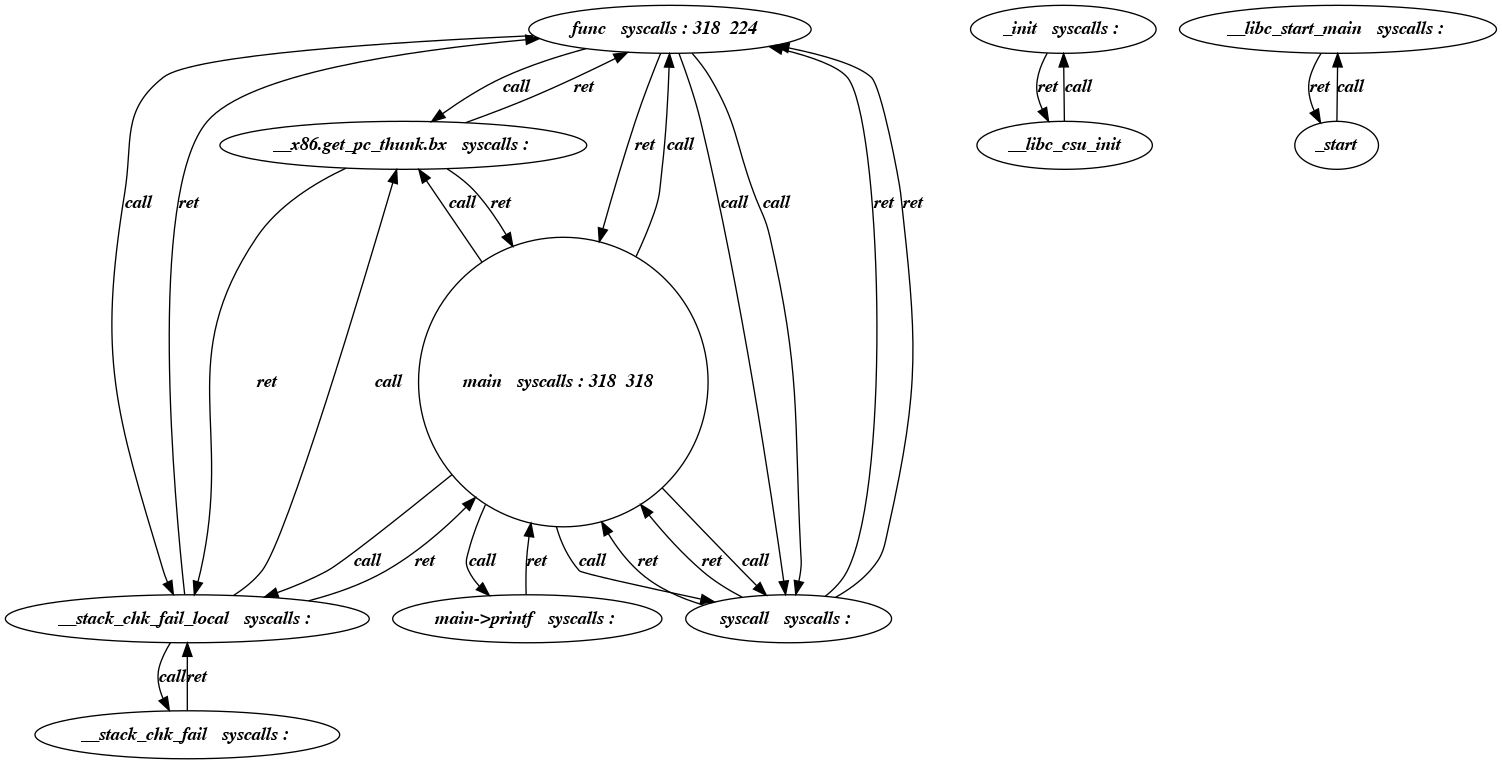 func syscalls : 318 224
_init syscalls :
__libc_start_main syscalls :
call
ret
ret
call
ret
call
__x86.get_pc_thunk.bx syscalls :
__libc_csu_init
_start
ret
call
call
ret
call
ret
call
call
ret
ret
ret
call
main syscalls : 318 318
call
ret
call
ret
call
ret
ret
call
__stack_chk_fail_local syscalls :
main->printf syscalls :
syscall syscalls :
call
ret
__stack_chk_fail syscalls :